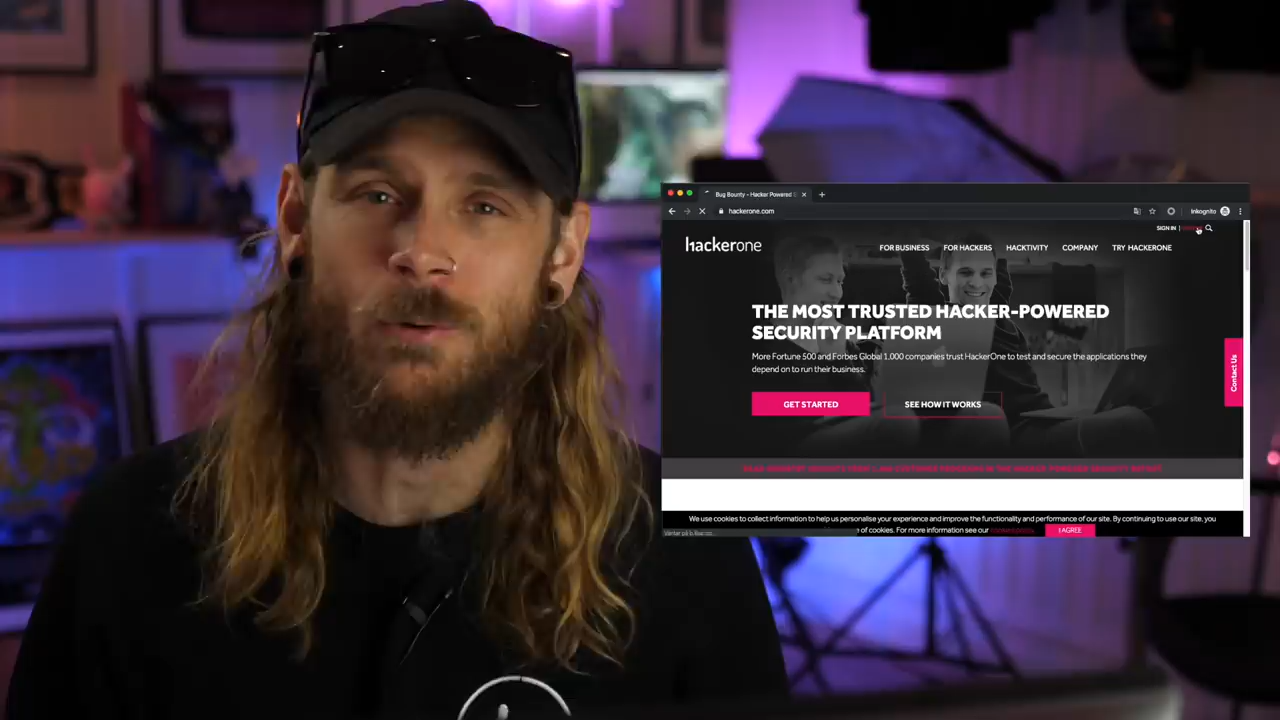 Bug Bounty - Hacker Powered S
hackerone.com
Inkognito
SIGN IN |
hackerone
FOR BUSINESS FOR HACKERS HACKTIVITY COMPANY TRY HACKERONE
THE MOST TRUSTED HACKER-POWERED
SECURITY PLATFORM
More Fortune 500 and Forbes Global 1,000 companies trust HackerOne to test and secure the applications they
depend on to run their business.
GET STARTED
SEE HOW IT WORKS
Contact Us
We use cookies to collect information to help us personalise your experience and improve the functionality and performance of our site. By continuing to use our site, you
e of cookies. For more information see our
I AGREE